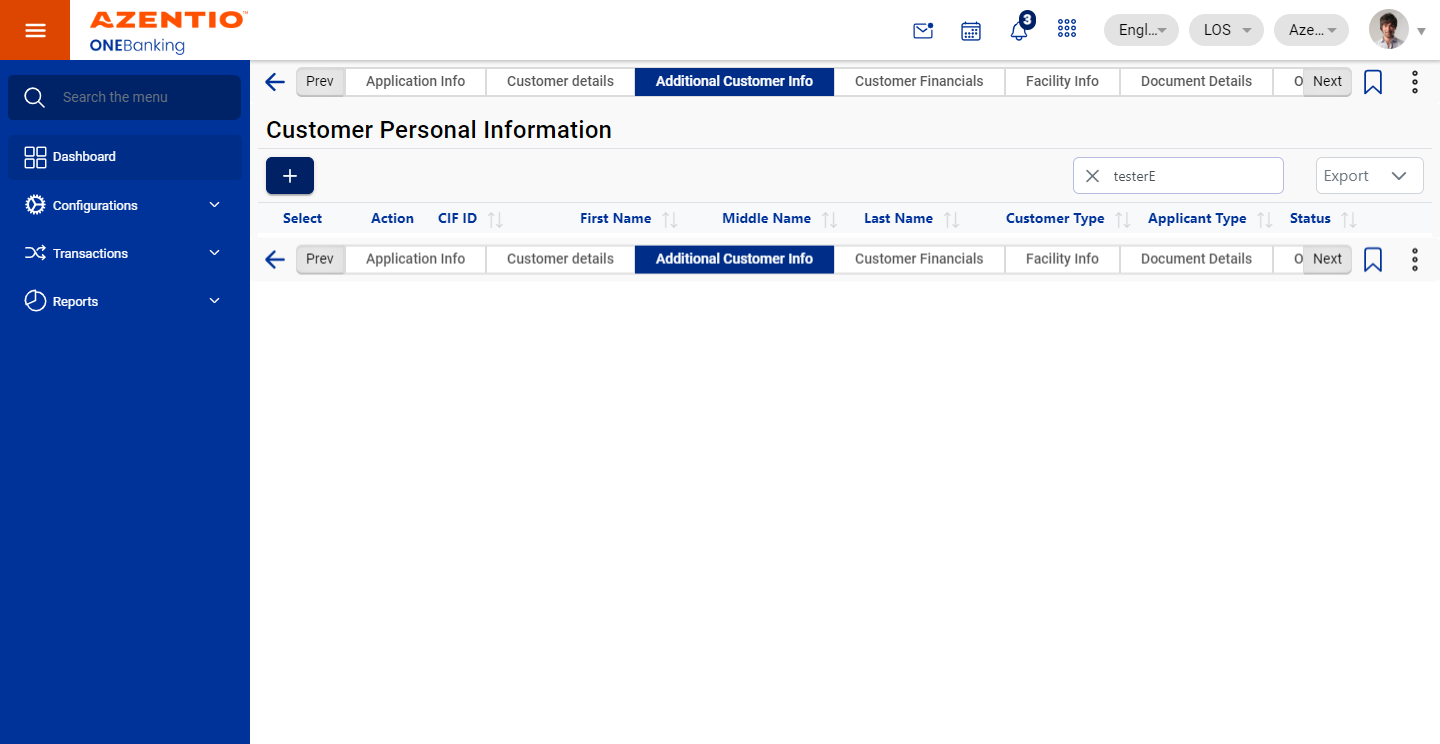 AZENTIO™
ONEBanking
3
Engl...
LOS
Aze...
Search the menu
Dashboard
Configurations
Transactions
Reports
Prev Application Info Customer details Additional Customer Info Customer Financials Facility Info Document Details O Next
Customer Personal Information
+
testerE
Export
Select Action CIF ID First Name Middle Name Last Name Customer Type Applicant Type Status
Prev Application Info Customer details Additional Customer Info Customer Financials Facility Info Document Details O Next